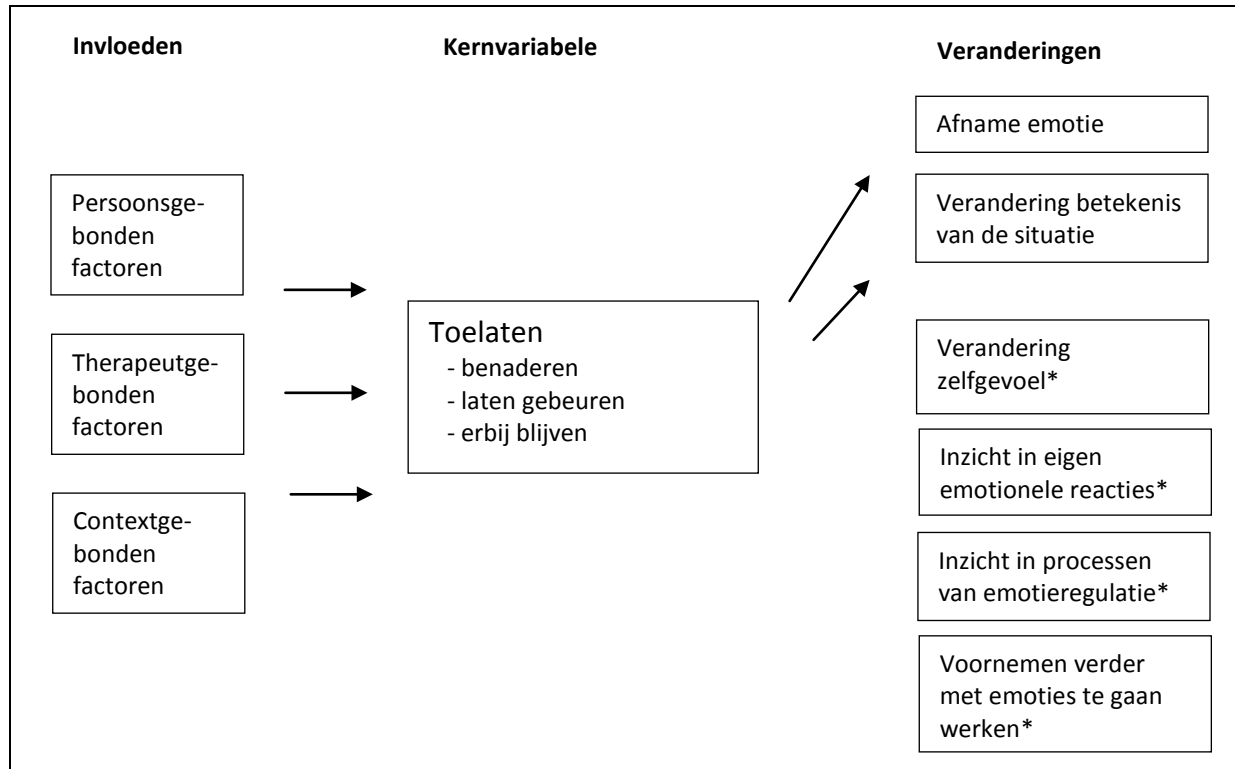 Invloeden
Kernvariabele
Veranderingen
Persoonsge-
bonden
factoren
Therapeutge-
bonden
factoren
Contextge-
bonden
factoren
Toelaten
- benaderen
- laten gebeuren
- erbij blijven
Afname emotie
Verandering betekenis
van de situatie
Verandering
zelfgevoel*
Inzicht in eigen
emotionele reacties*
Inzicht in processen
van emotieregulatie*
Voornemen verder
met emoties te gaan
werken*